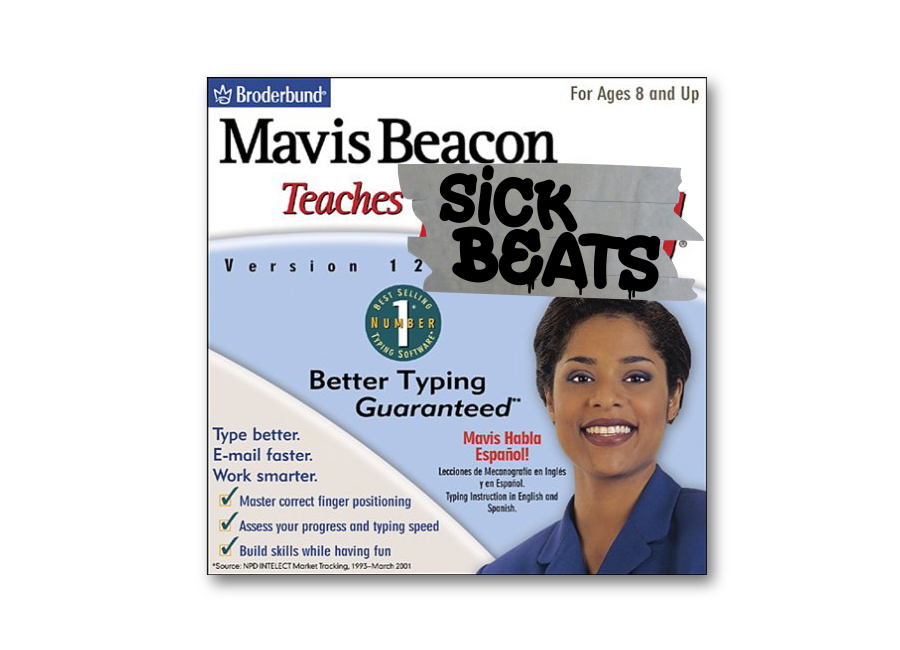 Broderbund®
For Ages 8 and Up
Mavis Beacon
Teaches
SiCK
BEATS
®
Version 12
BEST SELLING
NUMBER 1*
TYPING SOFTWARE*
Better Typing
Guaranteed**
Type better.
E-mail faster.
Work smarter.
Master correct finger positioning
Assess your progress and typing speed
Build skills while having fun
Mavis Habla
Español!
Lecciones de Mecanografía en Inglés
y en Español.
Typing Instruction in English and
Spanish.
*Source: NPD INTELECT Market Tracking, 1993–March 2001